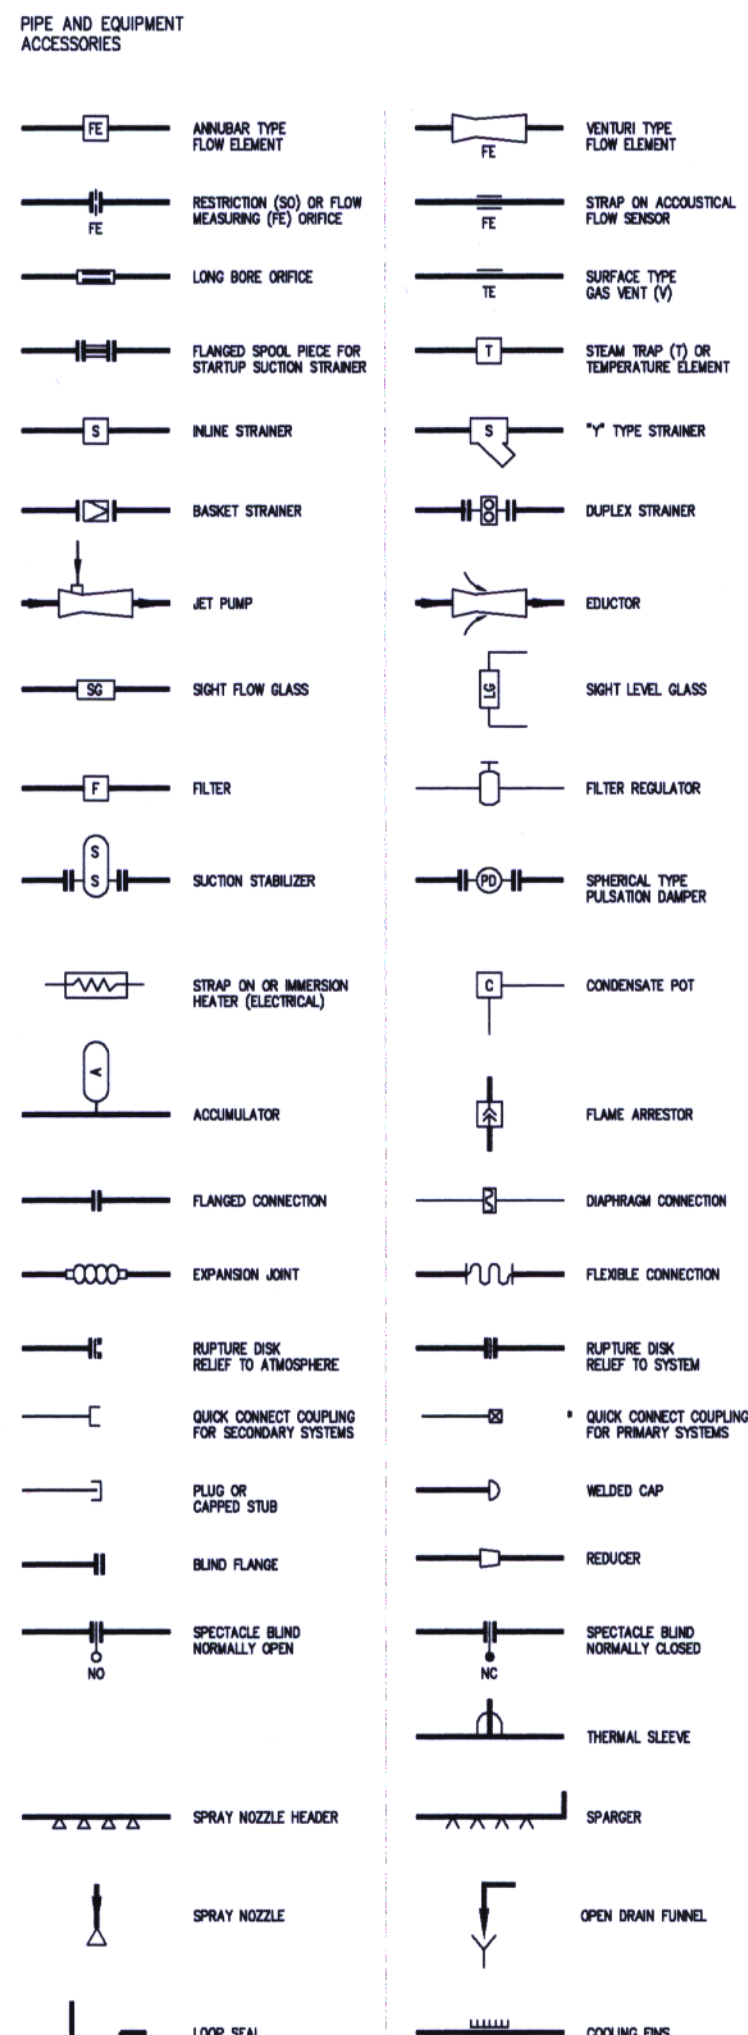 PIPE AND EQUIPMENT
ACCESSORIES
FE
ANNUBAR TYPE
FLOW ELEMENT
FE
VENTURI TYPE
FLOW ELEMENT
FE
RESTRICTION (SO) OR FLOW
MEASURING (FE) ORIFICE
FE
STRAP ON ACCOUSTICAL
FLOW SENSOR
LONG BORE ORIFICE
TE
SURFACE TYPE
GAS VENT (V)
FLANGED SPOOL PIECE FOR
STARTUP SUCTION STRAINER
T
STEAM TRAP (T) OR
TEMPERATURE ELEMENT
S
INLINE STRAINER
S
"Y" TYPE STRAINER
BASKET STRAINER
DUPLEX STRAINER
JET PUMP
EDUCTOR
SG
SIGHT FLOW GLASS
LG
SIGHT LEVEL GLASS
F
FILTER
FILTER REGULATOR
S
S
SUCTION STABILIZER
PD
SPHERICAL TYPE
PULSATION DAMPER
STRAP ON OR IMMERSION
HEATER (ELECTRICAL)
C
CONDENSATE POT
A
ACCUMULATOR
FLAME ARRESTOR
FLANGED CONNECTION
DIAPHRAGM CONNECTION
EXPANSION JOINT
FLEXIBLE CONNECTION
RUPTURE DISK
RELIEF TO ATMOSPHERE
RUPTURE DISK
RELIEF TO SYSTEM
QUICK CONNECT COUPLING
FOR SECONDARY SYSTEMS
QUICK CONNECT COUPLING
FOR PRIMARY SYSTEMS
PLUG OR
CAPPED STUB
WELDED CAP
BLIND FLANGE
REDUCER
SPECTACLE BLIND
NORMALLY OPEN
NO
SPECTACLE BLIND
NORMALLY CLOSED
NC
THERMAL SLEEVE
SPRAY NOZZLE HEADER
SPARGER
SPRAY NOZZLE
OPEN DRAIN FUNNEL
LOOP SEAL
COOLING FINS